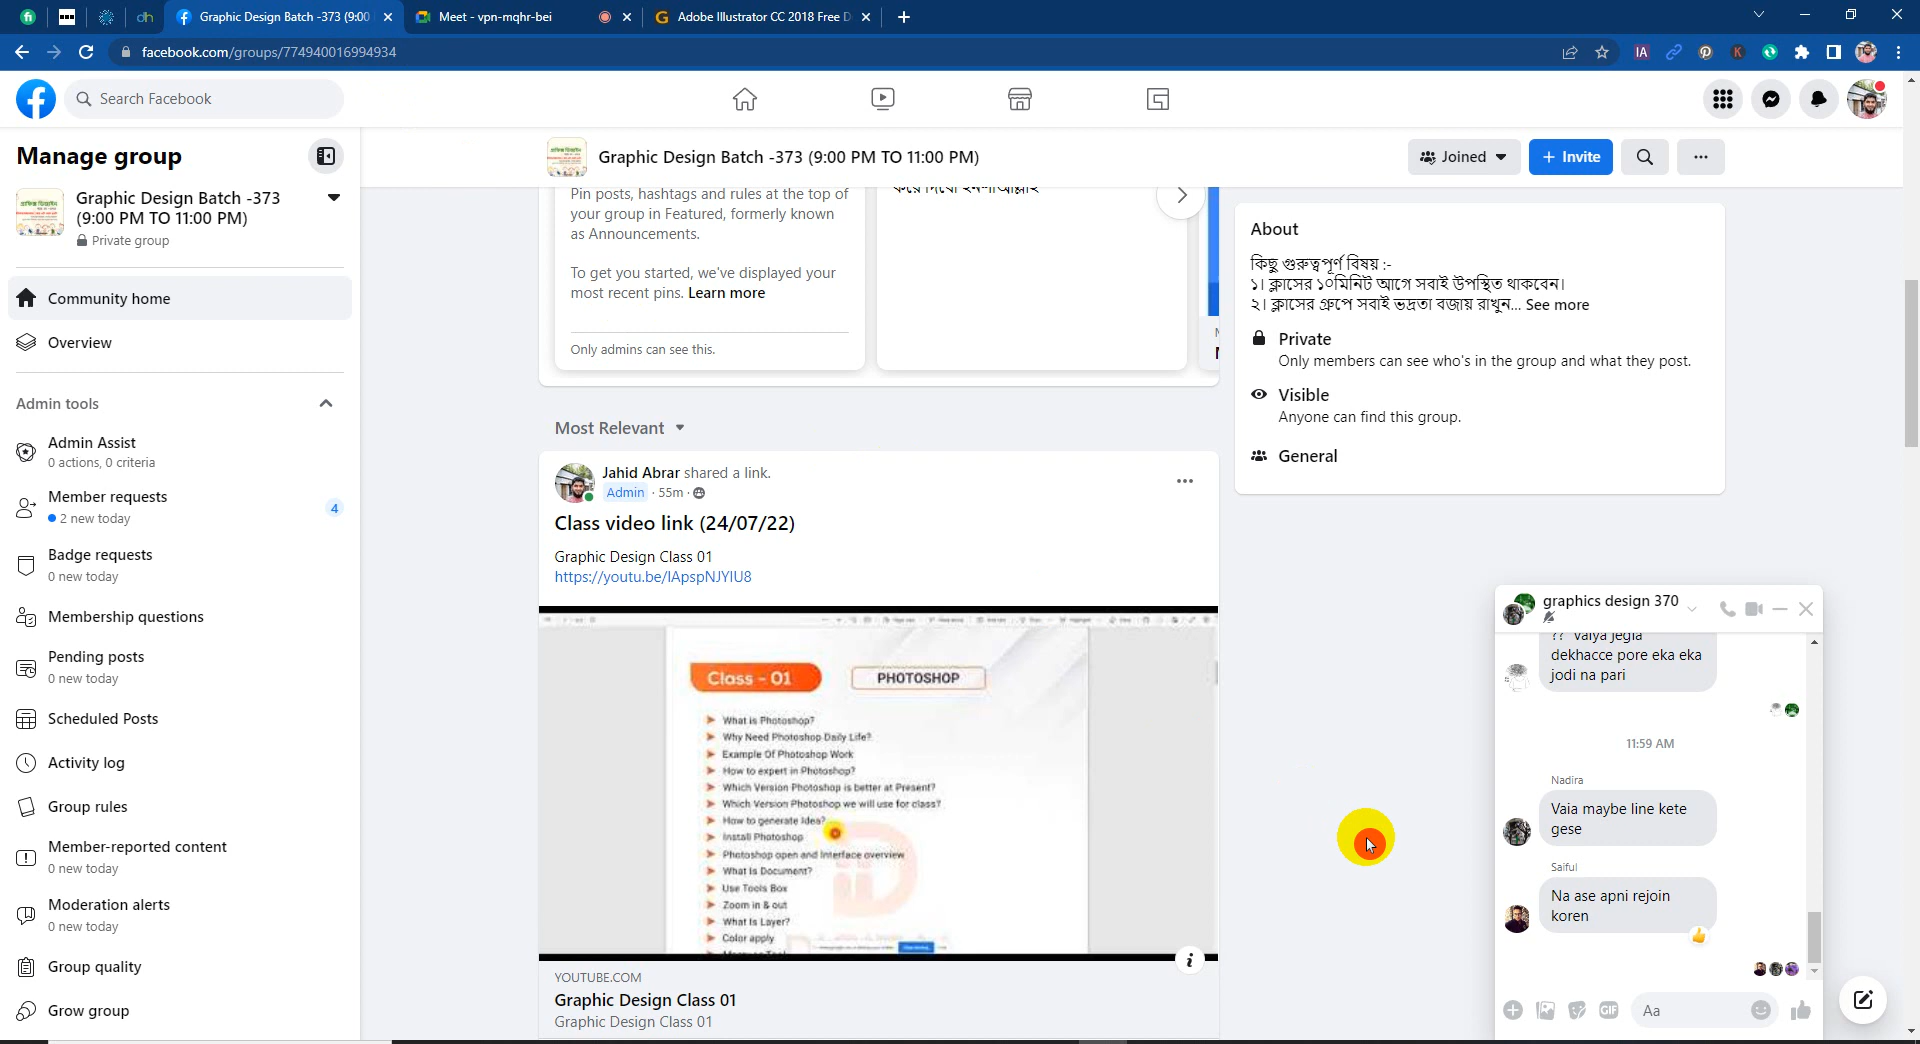 Graphic Design Batch -373 (9:00
Meet - vpn-mqhr-bei
Adobe Illustrator CC 2018 Free D
facebook.com/groups/774940016994934
Search Facebook
Manage group
Graphic Design Batch -373
(9:00 PM TO 11:00 PM)
Private group
Community home
Overview
Admin tools
Admin Assist
0 actions, 0 criteria
Member requests
2 new today
4
Badge requests
0 new today
Membership questions
Pending posts
0 new today
Scheduled Posts
Activity log
Group rules
Member-reported content
0 new today
Moderation alerts
0 new today
Group quality
Grow group
Graphic Design Batch -373 (9:00 PM TO 11:00 PM)
Joined
+ Invite
Pin posts, hashtags and rules at the top of
your group in Featured, formerly known
as Announcements.
To get you started, we've displayed your
most recent pins. Learn more
Only admins can see this.
Most Relevant
Jahid Abrar shared a link.
Admin · 55m ·
Class video link (24/07/22)
Graphic Design Class 01
https://youtu.be/IApspNJYIU8
Class - 01
PHOTOSHOP
What is Photoshop?
Why Need Photoshop Daily Life?
Example Of Photoshop Work
How to expert in Photoshop?
Which Version Photoshop is better at Present?
Which Version Photoshop we will use for class?
How to generate Idea?
Install Photoshop
Photoshop open and Interface overview
What is Document?
Use Tools Box
Zoom in & out
What is Layer?
Color apply
YOUTUBE.COM
Graphic Design Class 01
Graphic Design Class 01
About
কিছু গুরুত্বপূর্ণ বিষয় :-
১। ক্লাসের ১০মিনিট আগে সবাই উপস্থিত থাকবেন।
২। ক্লাসের গ্রুপে সবাই ভদ্রতা বজায় রাখুন... See more
Private
Only members can see who's in the group and what they post.
Visible
Anyone can find this group.
General
graphics design 370
?? Vaiya jegla
dekhacce pore eka eka
jodi na pari
11:59 AM
Nadira
Vaia maybe line kete
gese
Saiful
Na ase apni rejoin
koren
GIF
Aa